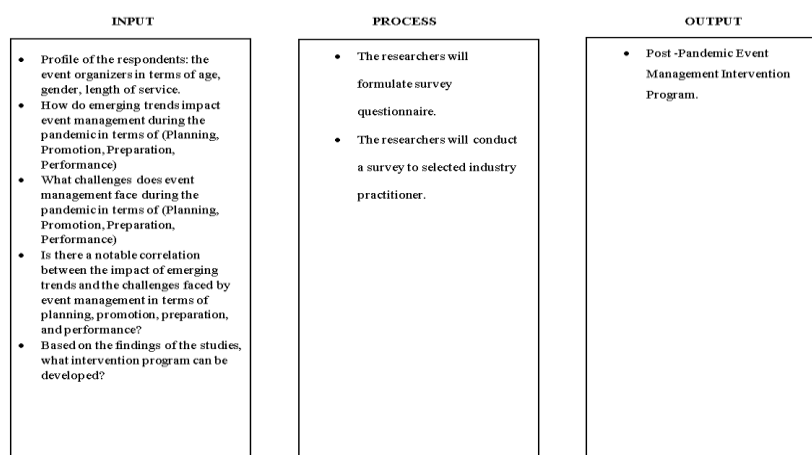 INPUT
Profile of the respondents: the
event organizers in terms of age,
gender, length of service.
How do emerging trends impact
event management during the
pandemic in terms of (Planning,
Promotion, Preparation,
Performance)
What challenges does event
management face during the
pandemic in terms of (Planning,
Promotion, Preparation,
Performance)
Is there a notable correlation
between the impact of emerging
trends and the challenges faced by
event management in terms of
planning, promotion, preparation,
and performance?
Based on the findings of the studies,
what intervention program can be
developed?
PROCESS
The researchers will
formulate survey
questionnaire.
The researchers will conduct
a survey to selected industry
practitioner.
OUTPUT
Post -Pandemic Event
Management Intervention
Program.